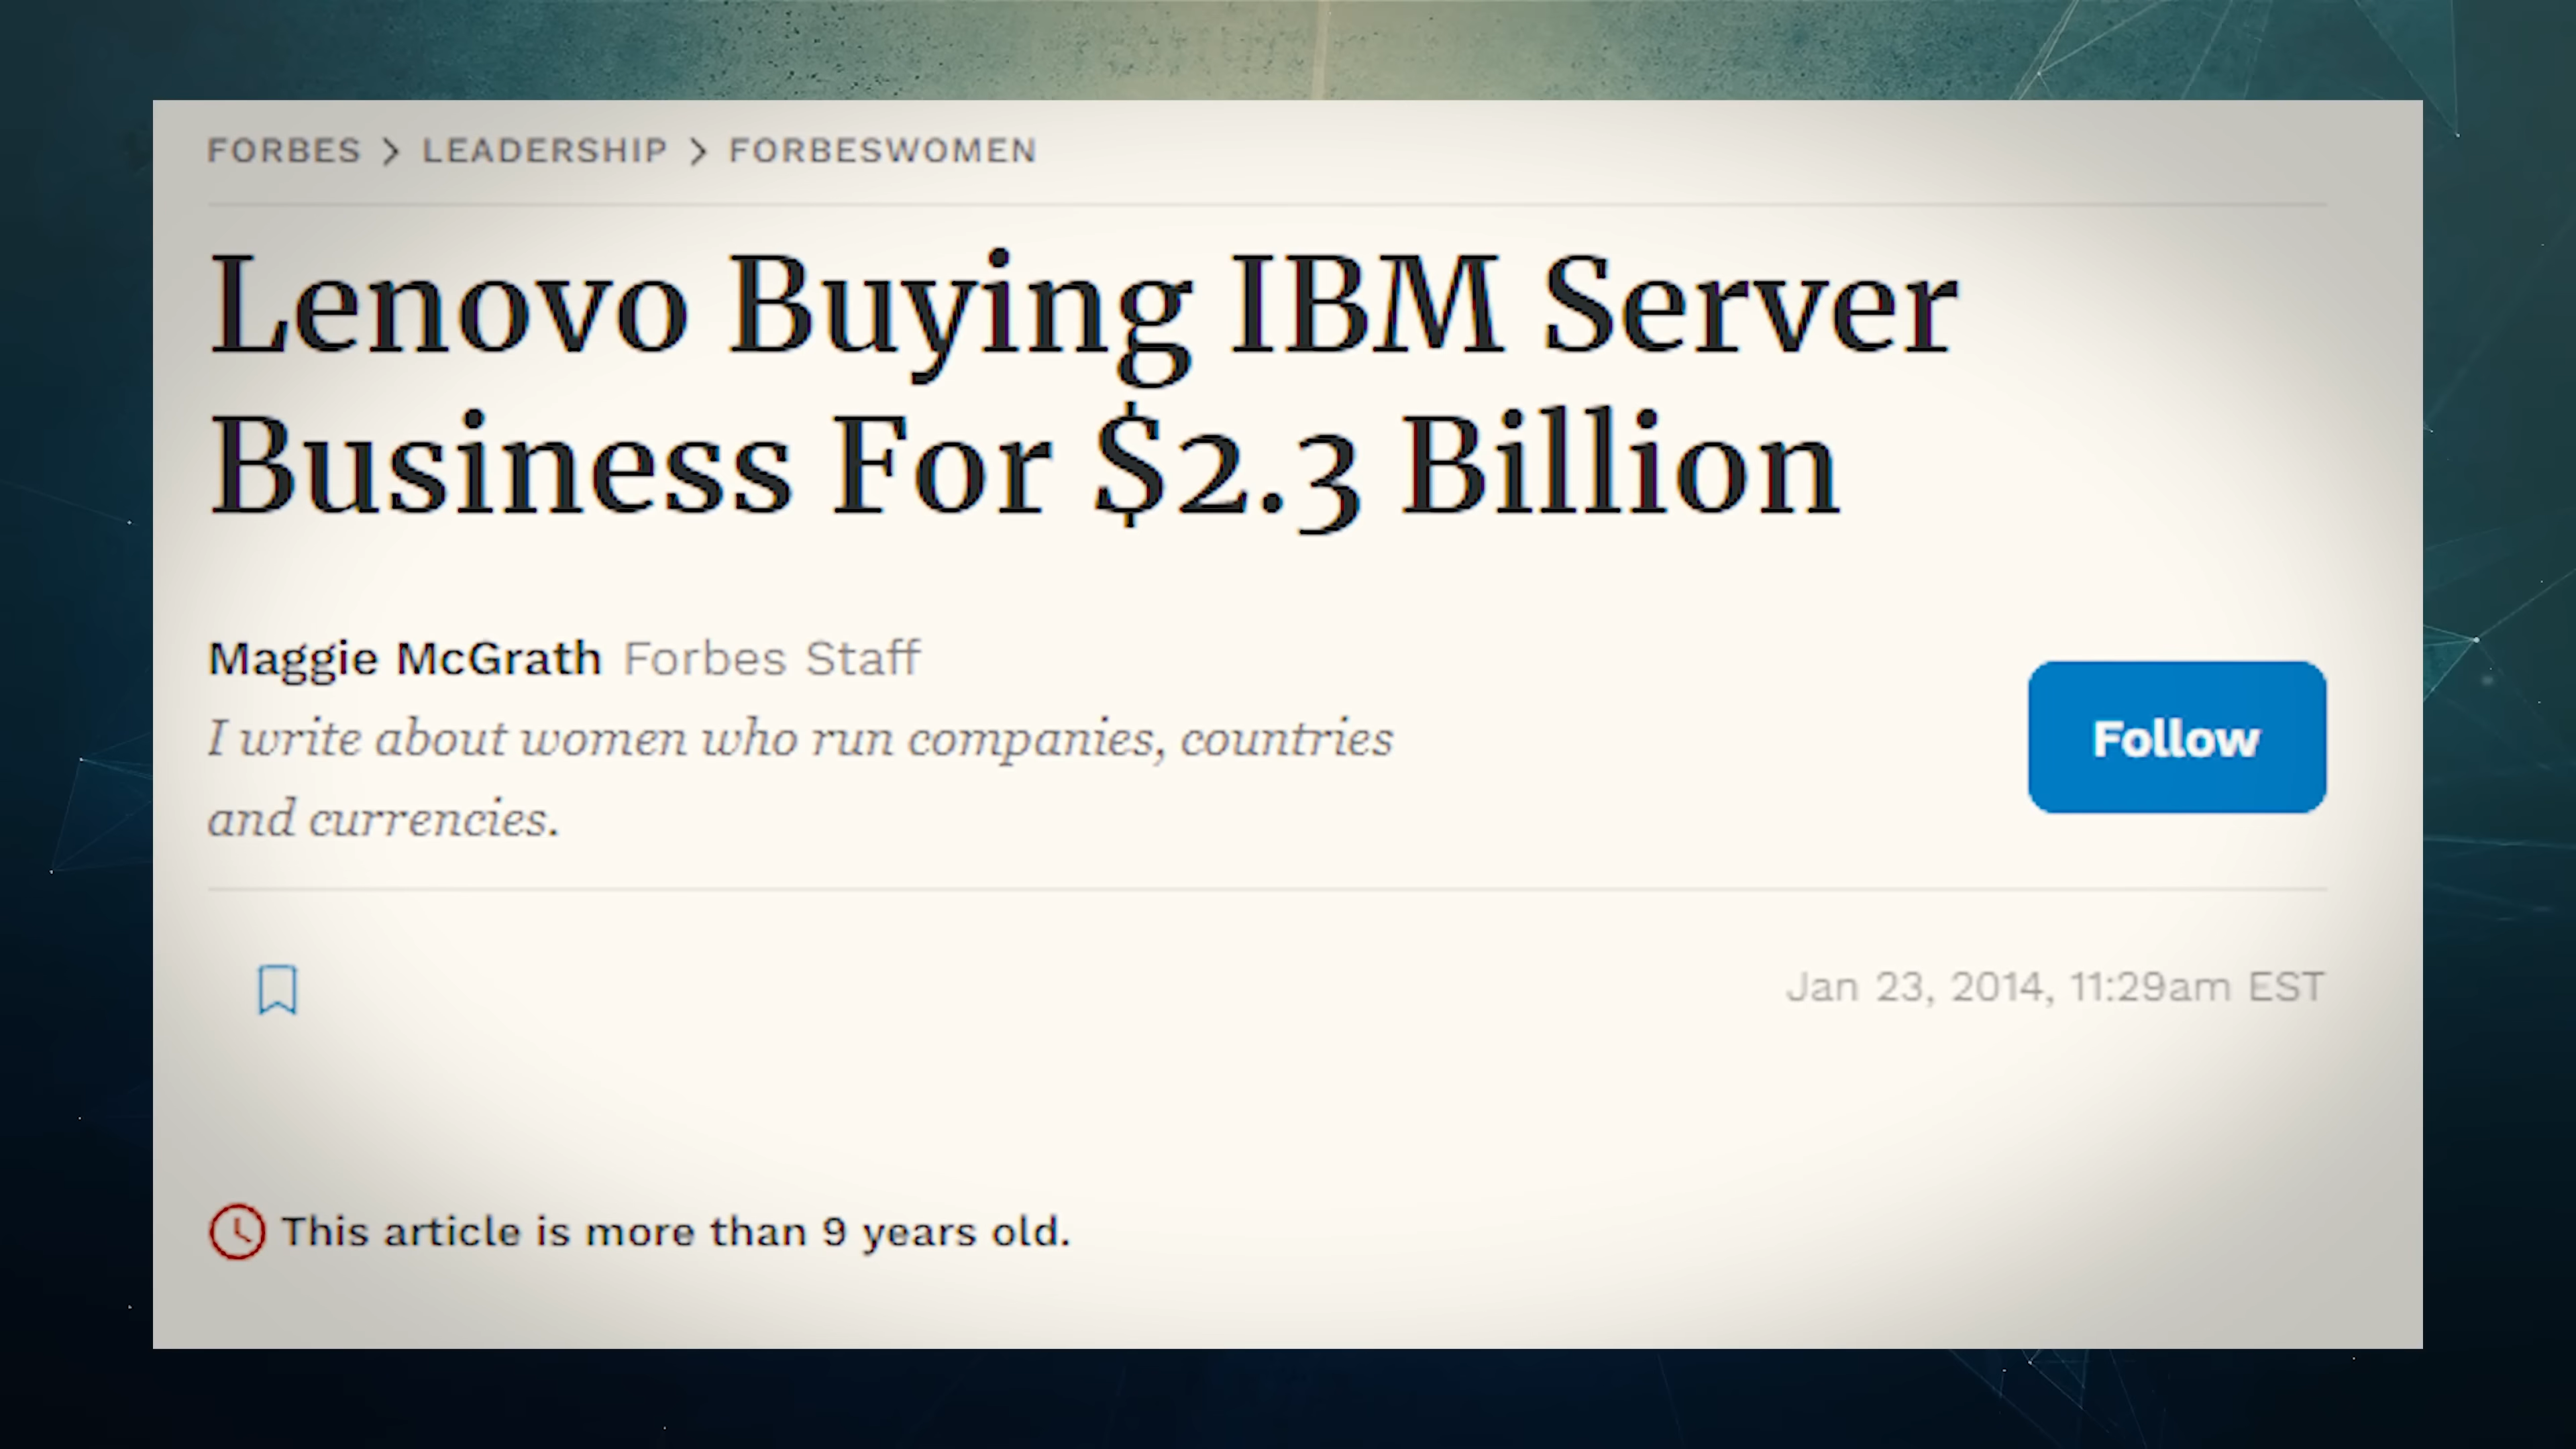 FORBES > LEADERSHIP > FORBESWOMEN
Lenovo Buying IBM Server
Business For $2.3 Billion
Maggie McGrath Forbes Staff
I write about women who run companies, countries
and currencies.
Follow
Jan 23, 2014, 11:29am EST
This article is more than 9 years old.